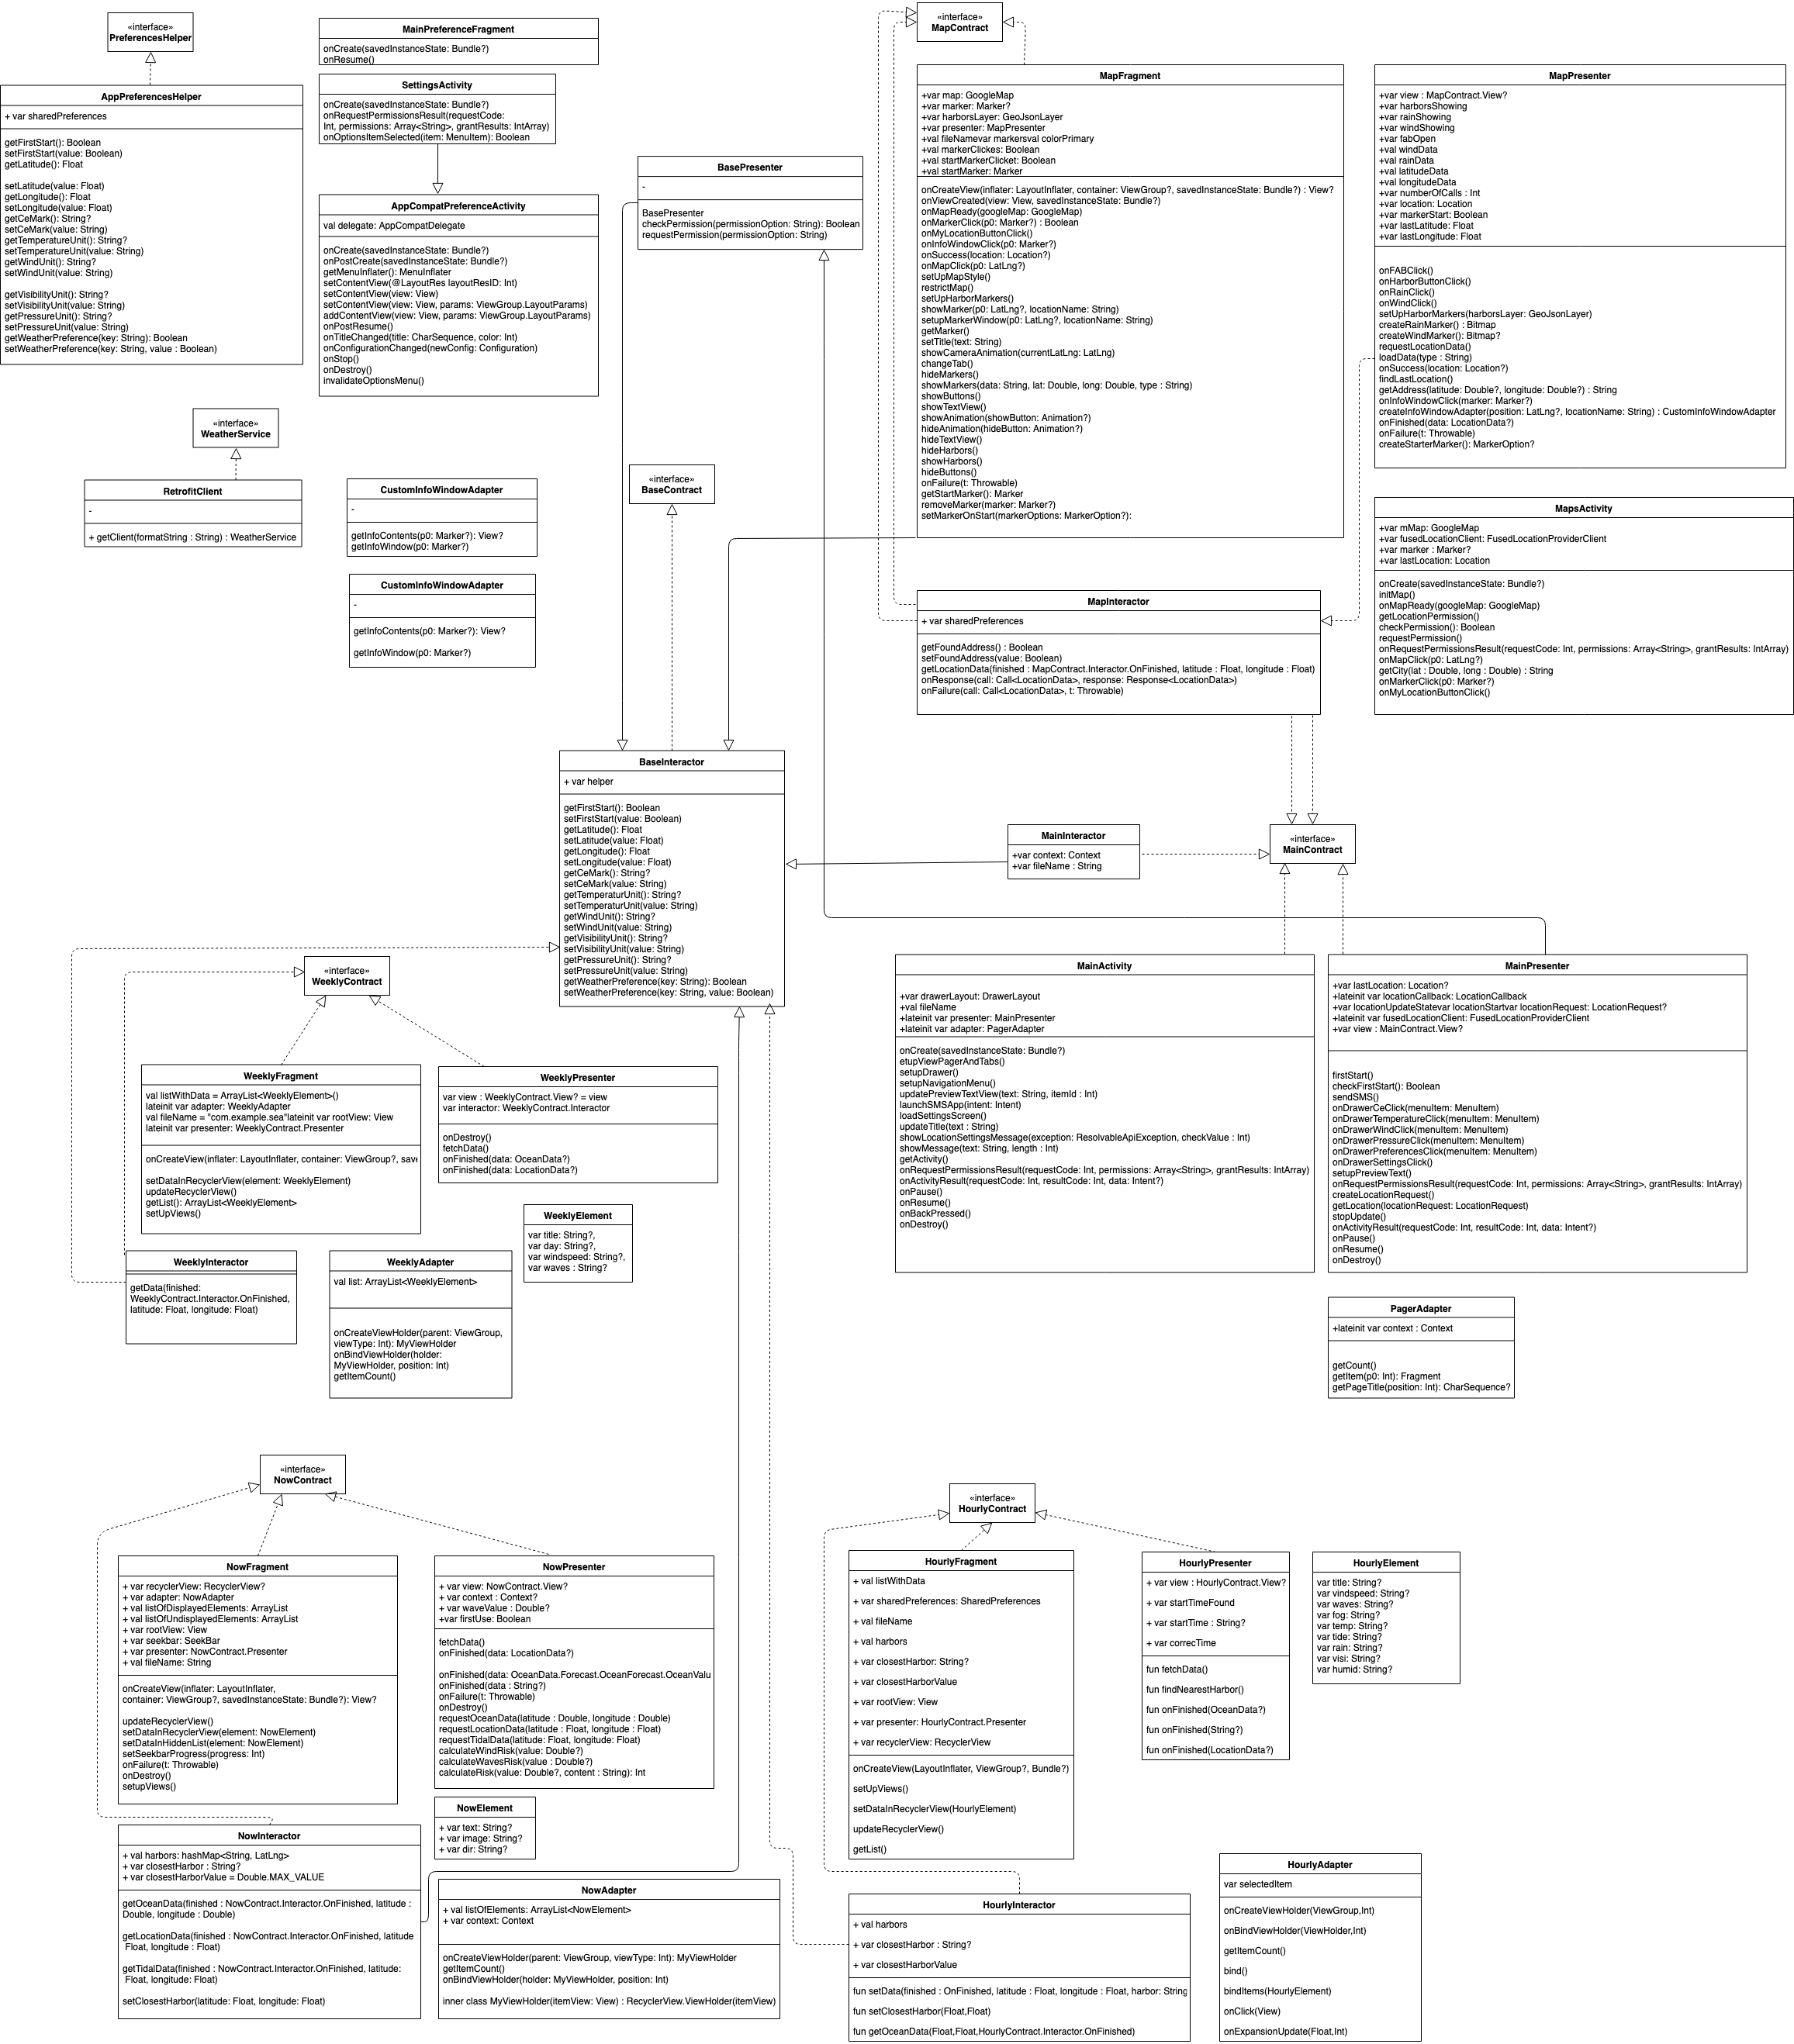 «interface»
PreferencesHelper
AppPreferencesHelper
+ var sharedPreferences
getFirstStart(): Boolean
setFirstStart(value: Boolean)
getLatitude(): Float
setLatitude(value: Float)
getLongitude(): Float
setLongitude(value: Float)
getCeMark(): String?
setCeMark(value: String)
getTemperatureUnit(): String?
setTemperatureUnit(value: String)
getWindUnit(): String?
setWindUnit(value: String)
getVisibilityUnit(): String?
setVisibilityUnit(value: String)
getPressureUnit(): String?
setPressureUnit(value: String)
getWeatherPreference(key: String): Boolean
setWeatherPreference(key: String, value : Boolean)
MainPreferenceFragment
onCreate(savedInstanceState: Bundle?)
onResume()
SettingsActivity
onCreate(savedInstanceState: Bundle?)
onRequestPermissionsResult(requestCode:
Int, permissions: Array<String>, grantResults: IntArray)
onOptionsItemSelected(item: MenuItem): Boolean
AppCompatPreferenceActivity
val delegate: AppCompatDelegate
onCreate(savedInstanceState: Bundle?)
onPostCreate(savedInstanceState: Bundle?)
getMenuInflater(): MenuInflater
setContentView(@LayoutRes layoutResID: Int)
setContentView(view: View)
setContentView(view: View, params: ViewGroup.LayoutParams)
addContentView(view: View, params: ViewGroup.LayoutParams)
onPostResume()
onTitleChanged(title: CharSequence, color: Int)
onConfigurationChanged(newConfig: Configuration)
onStop()
onDestroy()
invalidateOptionsMenu()
BasePresenter
-
BasePresenter
checkPermission(permissionOption: String): Boolean
requestPermission(permissionOption: String)
«interface»
MapContract
MapFragment
+var map: GoogleMap
+var marker: Marker?
+var harborsLayer: GeoJsonLayer
+var presenter: MapPresenter
+val fileNamevar markersval colorPrimary
+val markerClickes: Boolean
+val startMarkerClicket: Boolean
+val startMarker: Marker
onCreateView(inflater: LayoutInflater, container: ViewGroup?, savedInstanceState: Bundle?) : View?
onViewCreated(view: View, savedInstanceState: Bundle?)
onMapReady(googleMap: GoogleMap)
onMarkerClick(p0: Marker?) : Boolean
onMyLocationButtonClick()
onInfoWindowClick(p0: Marker?)
onSuccess(location: Location?)
onMapClick(p0: LatLng?)
setUpMapStyle()
restrictMap()
setUpHarborMarkers()
showMarker(p0: LatLng?, locationName: String)
setupMarkerWindow(p0: LatLng?, locationName: String)
getMarker()
setTitle(text: String)
showCameraAnimation(currentLatLng: LatLng)
changeTab()
hideMarkers()
showMarkers(data: String, lat: Double, long: Double, type : String)
showButtons()
showTextView()
showAnimation(showButton: Animation?)
hideAnimation(hideButton: Animation?)
hideTextView()
hideHarbors()
showHarbors()
hideButtons()
onFailure(t: Throwable)
getStartMarker(): Marker
removeMarker(marker: Marker?)
setMarkerOnStart(markerOptions: MarkerOption?):
MapPresenter
+var view : MapContract.View?
+var harborsShowing
+var rainShowing
+var windShowing
+var fabOpen
+val windData
+val rainData
+val latitudeData
+val longitudeData
+var numberOfCalls : Int
+var location: Location
+var markerStart: Boolean
+var lastLatitude: Float
+var lastLongitude: Float
onFABClick()
onHarborButtonClick()
onRainClick()
onWindClick()
setUpHarborMarkers(harborsLayer: GeoJsonLayer)
createRainMarker() : Bitmap
createWindMarker(): Bitmap?
requestLocationData()
loadData(type : String)
onSuccess(location: Location?)
findLastLocation()
getAddress(latitude: Double?, longitude: Double?) : String
onInfoWindowClick(marker: Marker?)
createInfoWindowAdapter(position: LatLng?, locationName: String) : CustomInfoWindowAdapter
onFinished(data: LocationData?)
onFailure(t: Throwable)
createStarterMarker(): MarkerOption?
«interface»
WeatherService
RetrofitClient
-
+ getClient(formatString : String) : WeatherService
CustomInfoWindowAdapter
-
getInfoContents(p0: Marker?): View?
getInfoWindow(p0: Marker?)
CustomInfoWindowAdapter
-
getInfoContents(p0: Marker?): View?
getInfoWindow(p0: Marker?)
«interface»
BaseContract
MapsActivity
+var mMap: GoogleMap
+var fusedLocationClient: FusedLocationProviderClient
+var marker : Marker?
+var lastLocation: Location
onCreate(savedInstanceState: Bundle?)
initMap()
onMapReady(googleMap: GoogleMap)
getLocationPermission()
checkPermission(): Boolean
requestPermission()
onRequestPermissionsResult(requestCode: Int, permissions: Array<String>, grantResults: IntArray)
onMapClick(p0: LatLng?)
getCity(lat : Double, long : Double) : String
onMarkerClick(p0: Marker?)
onMyLocationButtonClick()
MapInteractor
+ var sharedPreferences
getFoundAddress() : Boolean
setFoundAddress(value: Boolean)
getLocationData(finished : MapContract.Interactor.OnFinished, latitude : Float, longitude : Float)
onResponse(call: Call<LocationData>, response: Response<LocationData>)
onFailure(call: Call<LocationData>, t: Throwable)
BaseInteractor
+ var helper
getFirstStart(): Boolean
setFirstStart(value: Boolean)
getLatitude(): Float
setLatitude(value: Float)
getLongitude(): Float
setLongitude(value: Float)
getCeMark(): String?
setCeMark(value: String)
getTemperaturUnit(): String?
setTemperaturUnit(value: String)
getWindUnit(): String?
setWindUnit(value: String)
getVisibilityUnit(): String?
setVisibilityUnit(value: String)
getPressureUnit(): String?
setPressureUnit(value: String)
getWeatherPreference(key: String): Boolean
setWeatherPreference(key: String, value: Boolean)
MainInteractor
+var context: Context
+var fileName : String
«interface»
MainContract
MainActivity
+var drawerLayout: DrawerLayout
+val fileName
+lateinit var presenter: MainPresenter
+lateinit var adapter: PagerAdapter
onCreate(savedInstanceState: Bundle?)
etupViewPagerAndTabs()
setupDrawer()
setupNavigationMenu()
updatePreviewTextView(text: String, itemId : Int)
launchSMSApp(intent: Intent)
loadSettingsScreen()
updateTitle(text : String)
showLocationSettingsMessage(exception: ResolvableApiException, checkValue : Int)
showMessage(text: String, length : Int)
getActivity()
onRequestPermissionsResult(requestCode: Int, permissions: Array<String>, grantResults: IntArray)
onActivityResult(requestCode: Int, resultCode: Int, data: Intent?)
onPause()
onResume()
onBackPressed()
onDestroy()
MainPresenter
+var lastLocation: Location?
+lateinit var locationCallback: LocationCallback
+var locationUpdateStatevar locationStartvar locationRequest: LocationRequest?
+lateinit var fusedLocationClient: FusedLocationProviderClient
+var view : MainContract.View?
firstStart()
checkFirstStart(): Boolean
sendSMS()
onDrawerCeClick(menuItem: MenuItem)
onDrawerTemperatureClick(menuItem: MenuItem)
onDrawerWindClick(menuItem: MenuItem)
onDrawerPressureClick(menuItem: MenuItem)
onDrawerPreferencesClick(menuItem: MenuItem)
onDrawerSettingsClick()
setupPreviewText()
onRequestPermissionsResult(requestCode: Int, permissions: Array<String>, grantResults: IntArray)
createLocationRequest()
getLocation(locationRequest: LocationRequest)
stopUpdate()
onActivityResult(requestCode: Int, resultCode: Int, data: Intent?)
onPause()
onResume()
onDestroy()
PagerAdapter
+lateinit var context : Context
getCount()
getItem(p0: Int): Fragment
getPageTitle(position: Int): CharSequence?
«interface»
WeeklyContract
WeeklyFragment
val listWithData = ArrayList<WeeklyElement>()
lateinit var adapter: WeeklyAdapter
val fileName = "com.example.sea"lateinit var rootView: View
lateinit var presenter: WeeklyContract.Presenter
onCreateView(inflater: LayoutInflater, container: ViewGroup?, save
setDataInRecyclerView(element: WeeklyElement)
updateRecyclerView()
getList(): ArrayList<WeeklyElement>
setUpViews()
WeeklyPresenter
var view : WeeklyContract.View? = view
var interactor: WeeklyContract.Interactor
onDestroy()
fetchData()
onFinished(data: OceanData?)
onFinished(data: LocationData?)
WeeklyElement
var title: String?,
var day: String?,
var windspeed: String?,
var waves : String?
WeeklyInteractor
getData(finished:
WeeklyContract.Interactor.OnFinished,
latitude: Float, longitude: Float)
WeeklyAdapter
val list: ArrayList<WeeklyElement>
onCreateViewHolder(parent: ViewGroup,
viewType: Int): MyViewHolder
onBindViewHolder(holder:
MyViewHolder, position: Int)
getItemCount()
«interface»
NowContract
NowFragment
+ var recyclerView: RecyclerView?
+ var adapter: NowAdapter
+ val listOfDisplayedElements: ArrayList
+ val listOfUndisplayedElements: ArrayList
+ var rootView: View
+ var seekbar: SeekBar
+ var presenter: NowContract.Presenter
+ val fileName: String
onCreateView(inflater: LayoutInflater,
container: ViewGroup?, savedInstanceState: Bundle?): View?
updateRecyclerView()
setDataInRecyclerView(element: NowElement)
setDataInHiddenList(element: NowElement)
setSeekbarProgress(progress: Int)
onFailure(t: Throwable)
onDestroy()
setupViews()
NowPresenter
+ var view: NowContract.View?
+ var context : Context?
+ var waveValue : Double?
+var firstUse: Boolean
fetchData()
onFinished(data: LocationData?)
onFinished(data: OceanData.Forecast.OceanForecast.OceanValu
onFinished(data : String?)
onFailure(t: Throwable)
onDestroy()
requestOceanData(latitude : Double, longitude : Double)
requestLocationData(latitude : Float, longitude : Float)
requestTidalData(latitude: Float, longitude: Float)
calculateWindRisk(value: Double?)
calculateWavesRisk(value : Double?)
calculateRisk(value: Double?, content : String): Int
NowElement
+ var text: String?
+ var image: String?
+ var dir: String?
NowInteractor
+ val harbors: hashMap<String, LatLng>
+ var closestHarbor : String?
+ var closestHarborValue = Double.MAX_VALUE
getOceanData(finished : NowContract.Interactor.OnFinished, latitude :
Double, longitude : Double)
getLocationData(finished : NowContract.Interactor.OnFinished, latitude
Float, longitude : Float)
getTidalData(finished : NowContract.Interactor.OnFinished, latitude:
Float, longitude: Float)
setClosestHarbor(latitude: Float, longitude: Float)
NowAdapter
+ val listOfElements: ArrayList<NowElement>
+ var context: Context
onCreateViewHolder(parent: ViewGroup, viewType: Int): MyViewHolder
getItemCount()
onBindViewHolder(holder: MyViewHolder, position: Int)
inner class MyViewHolder(itemView: View) : RecyclerView.ViewHolder(itemView)
«interface»
HourlyContract
HourlyFragment
+ val listWithData
+ var sharedPreferences: SharedPreferences
+ val fileName
+ val harbors
+ var closestHarbor: String?
+ var closestHarborValue
+ var rootView: View
+ var presenter: HourlyContract.Presenter
+ var recyclerView: RecyclerView
onCreateView(LayoutInflater, ViewGroup?, Bundle?)
setUpViews()
setDataInRecyclerView(HourlyElement)
updateRecyclerView()
getList()
HourlyPresenter
+ var view : HourlyContract.View?
+ var startTimeFound
+ var startTime : String?
+ var correcTime
fun fetchData()
fun findNearestHarbor()
fun onFinished(OceanData?)
fun onFinished(String?)
fun onFinished(LocationData?)
HourlyElement
var title: String?
var vindspeed: String?
var waves: String?
var fog: String?
var temp: String?
var tide: String?
var rain: String?
var visi: String?
var humid: String?
HourlyInteractor
+ val harbors
+ var closestHarbor : String?
+ var closestHarborValue
fun setData(finished : OnFinished, latitude : Float, longitude : Float, harbor: String
fun setClosestHarbor(Float,Float)
fun getOceanData(Float,Float,HourlyContract.Interactor.OnFinished)
HourlyAdapter
var selectedItem
onCreateViewHolder(ViewGroup,Int)
onBindViewHolder(ViewHolder,Int)
getItemCount()
bind()
bindItems(HourlyElement)
onClick(View)
onExpansionUpdate(Float,Int)